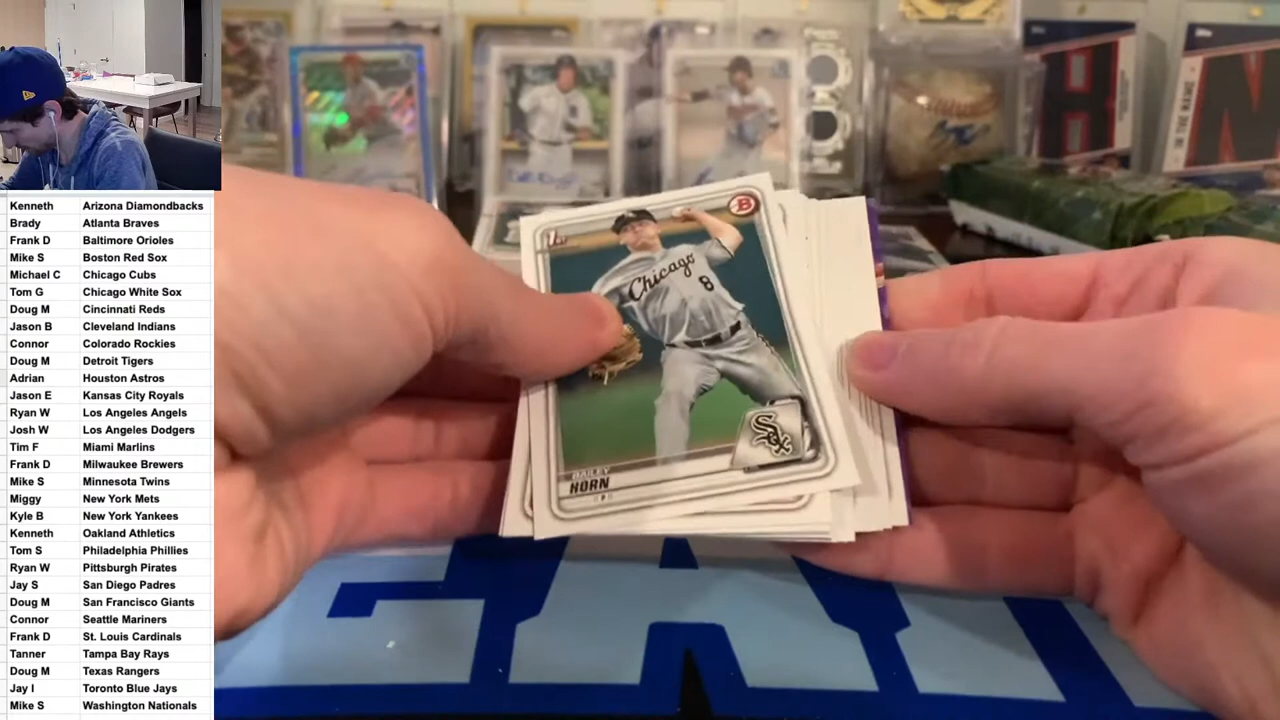 Kenneth Arizona Diamondbacks
Brady Atlanta Braves
Frank D Baltimore Orioles
Mike S Boston Red Sox
Michael C Chicago Cubs
Tom G Chicago White Sox
Doug M Cincinnati Reds
Jason B Cleveland Indians
Connor Colorado Rockies
Doug M Detroit Tigers
Adrian Houston Astros
Jason E Kansas City Royals
Ryan W Los Angeles Angels
Josh W Los Angeles Dodgers
Tim F Miami Marlins
Frank D Milwaukee Brewers
Mike S Minnesota Twins
Miggy New York Mets
Kyle B New York Yankees
Kenneth Oakland Athletics
Tom S Philadelphia Phillies
Ryan W Pittsburgh Pirates
Jay S San Diego Padres
Doug M San Francisco Giants
Connor Seattle Mariners
Frank D St. Louis Cardinals
Tanner Tampa Bay Rays
Doug M Texas Rangers
Jay I Toronto Blue Jays
Mike S Washington Nationals
1st
B
Chicago
8
Sox
BAILEY
HORN
P